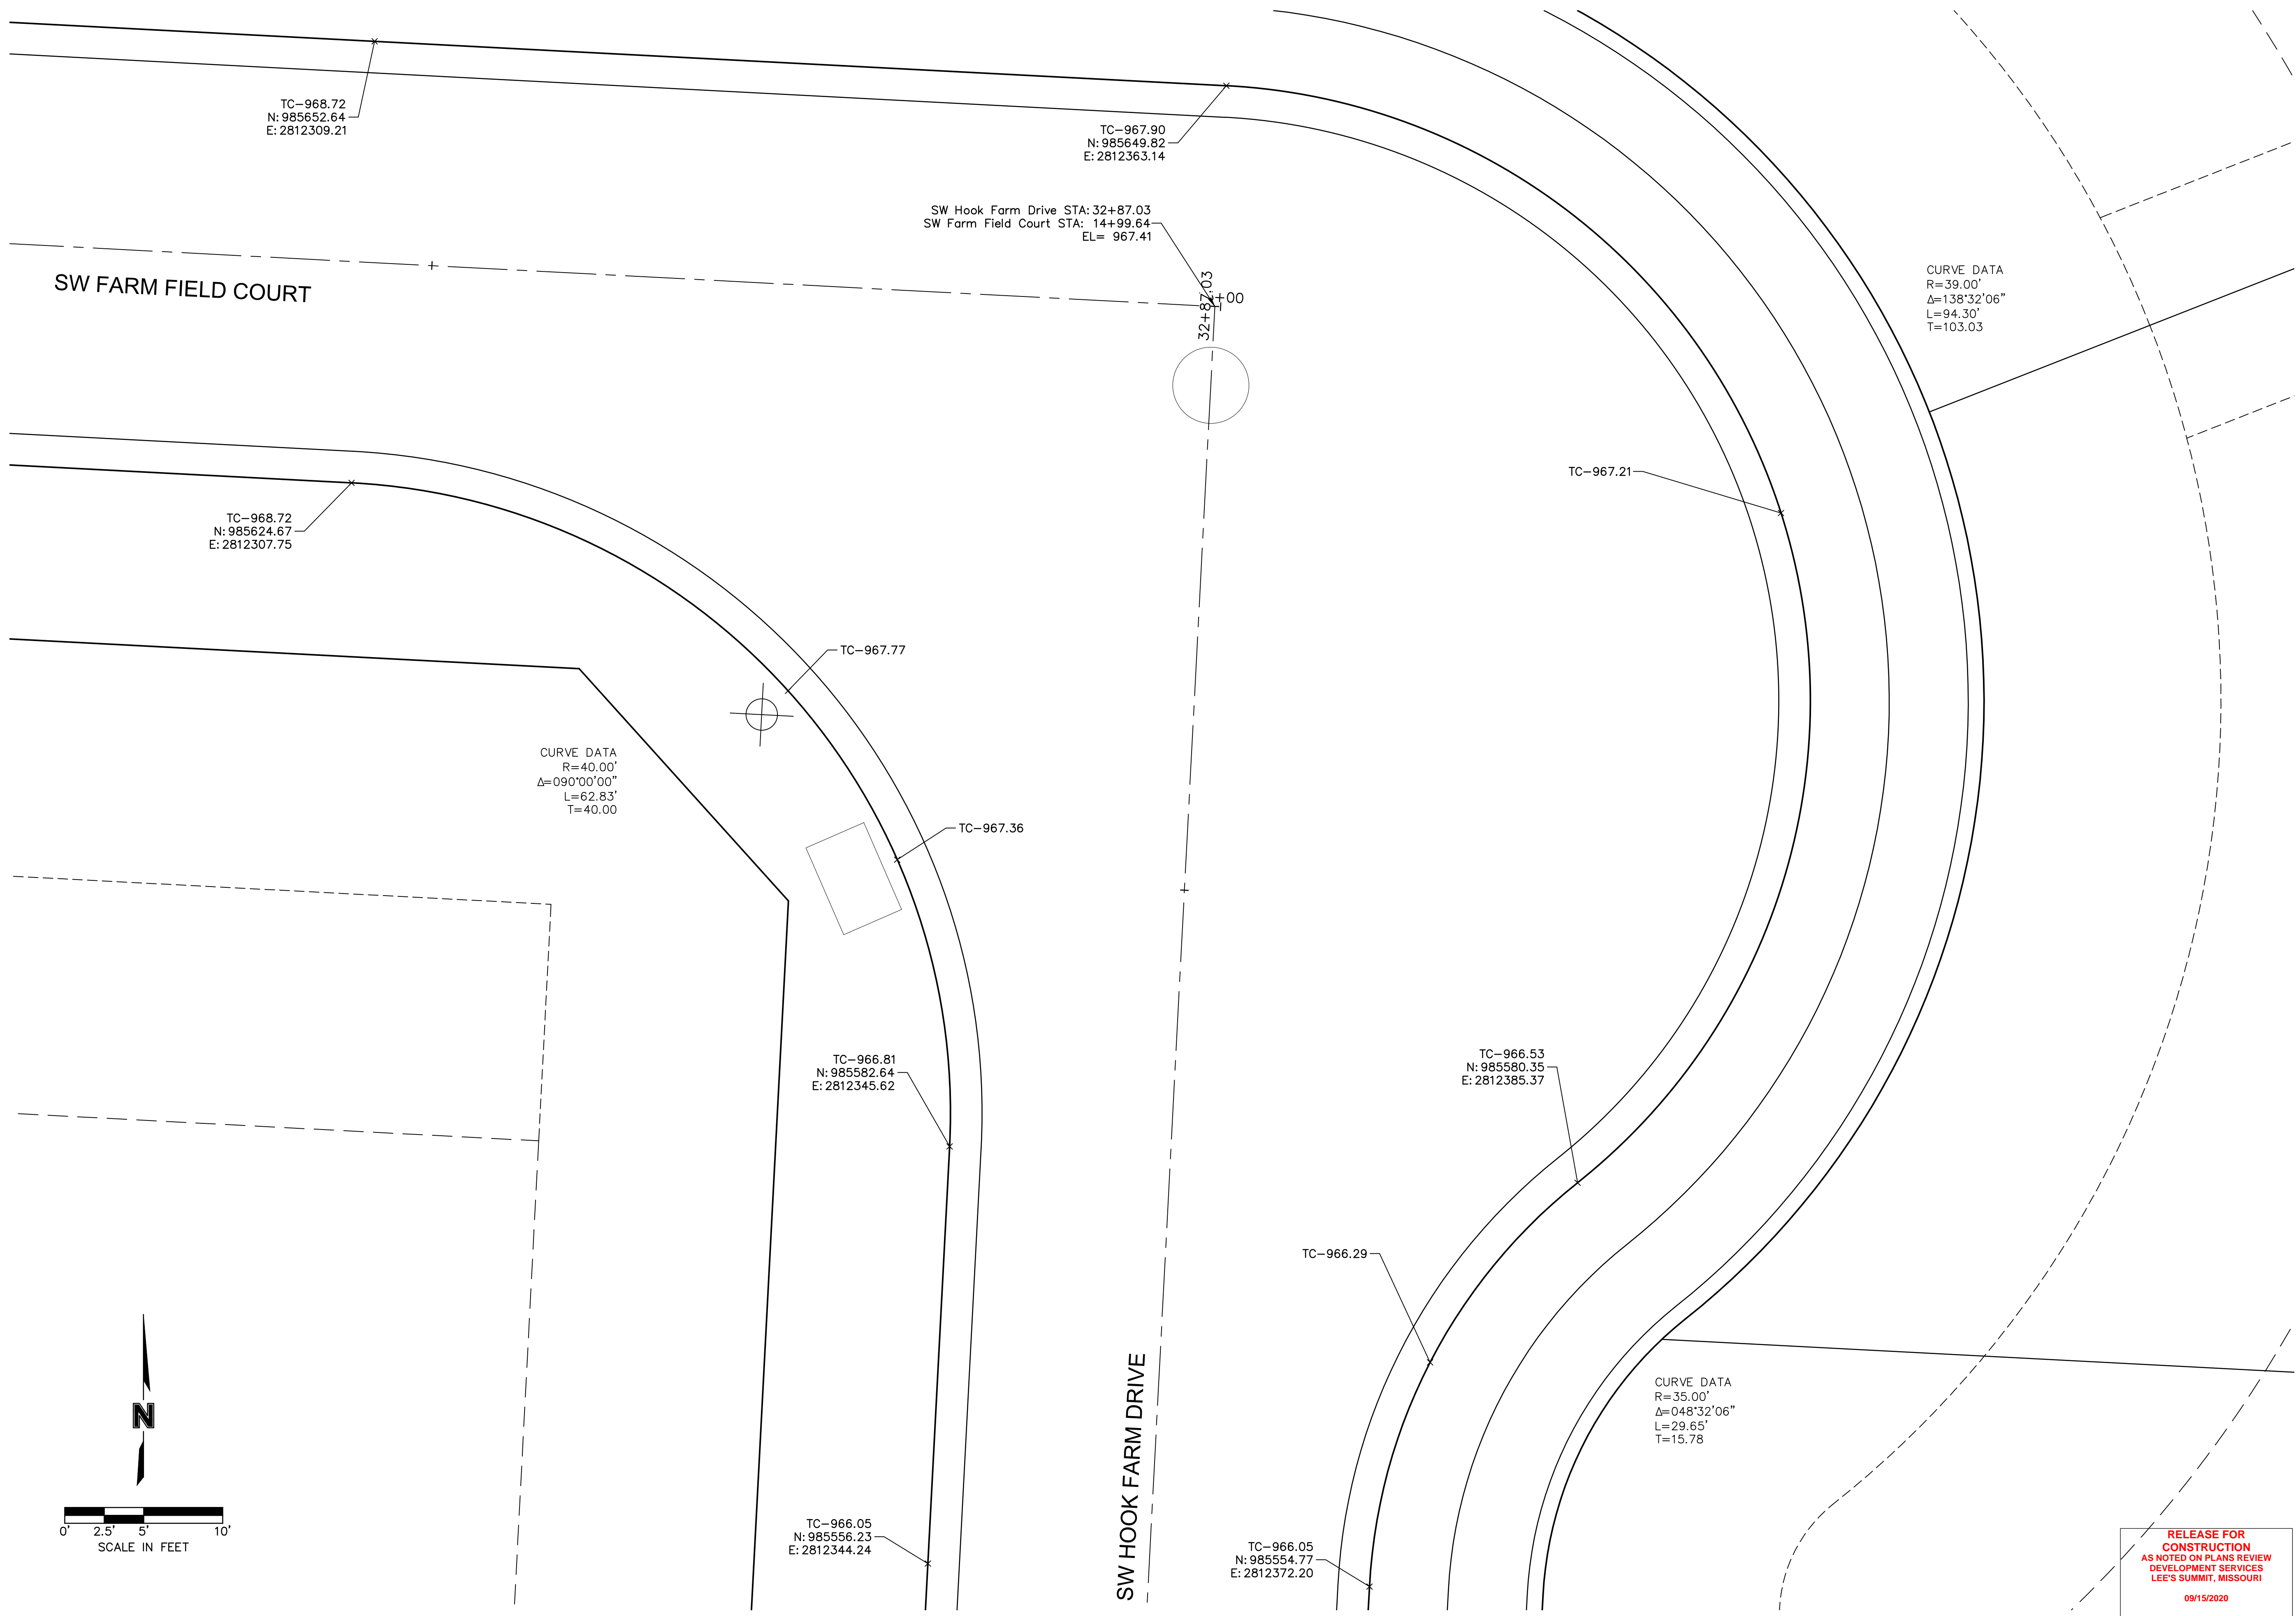 TC-968.72
N: 985652.64
E: 2812309.21
TC-967.90
N: 985649.82
E: 2812363.14
SW Hook Farm Drive STA: 32+87.03
SW Farm Field Court STA: 14+99.64
EL= 967.41
32+87.03
+00
SW FARM FIELD COURT
CURVE DATA
R=39.00'
Δ=138°32'06"
L=94.30'
T=103.03
TC-967.21
TC-968.72
N: 985624.67
E: 2812307.75
TC-967.77
CURVE DATA
R=40.00'
Δ=090°00'00"
L=62.83'
T=40.00
TC-967.36
TC-966.81
N: 985582.64
E: 2812345.62
TC-966.53
N: 985580.35
E: 2812385.37
TC-966.29
SW HOOK FARM DRIVE
CURVE DATA
R=35.00'
Δ=048°32'06"
L=29.65'
T=15.78
N
0' 2.5' 5' 10'
SCALE IN FEET
TC-966.05
N: 985556.23
E: 2812344.24
TC-966.05
N: 985554.77
E: 2812372.20
RELEASE FOR
CONSTRUCTION
AS NOTED ON PLANS REVIEW
DEVELOPMENT SERVICES
LEE'S SUMMIT, MISSOURI
09/15/2020